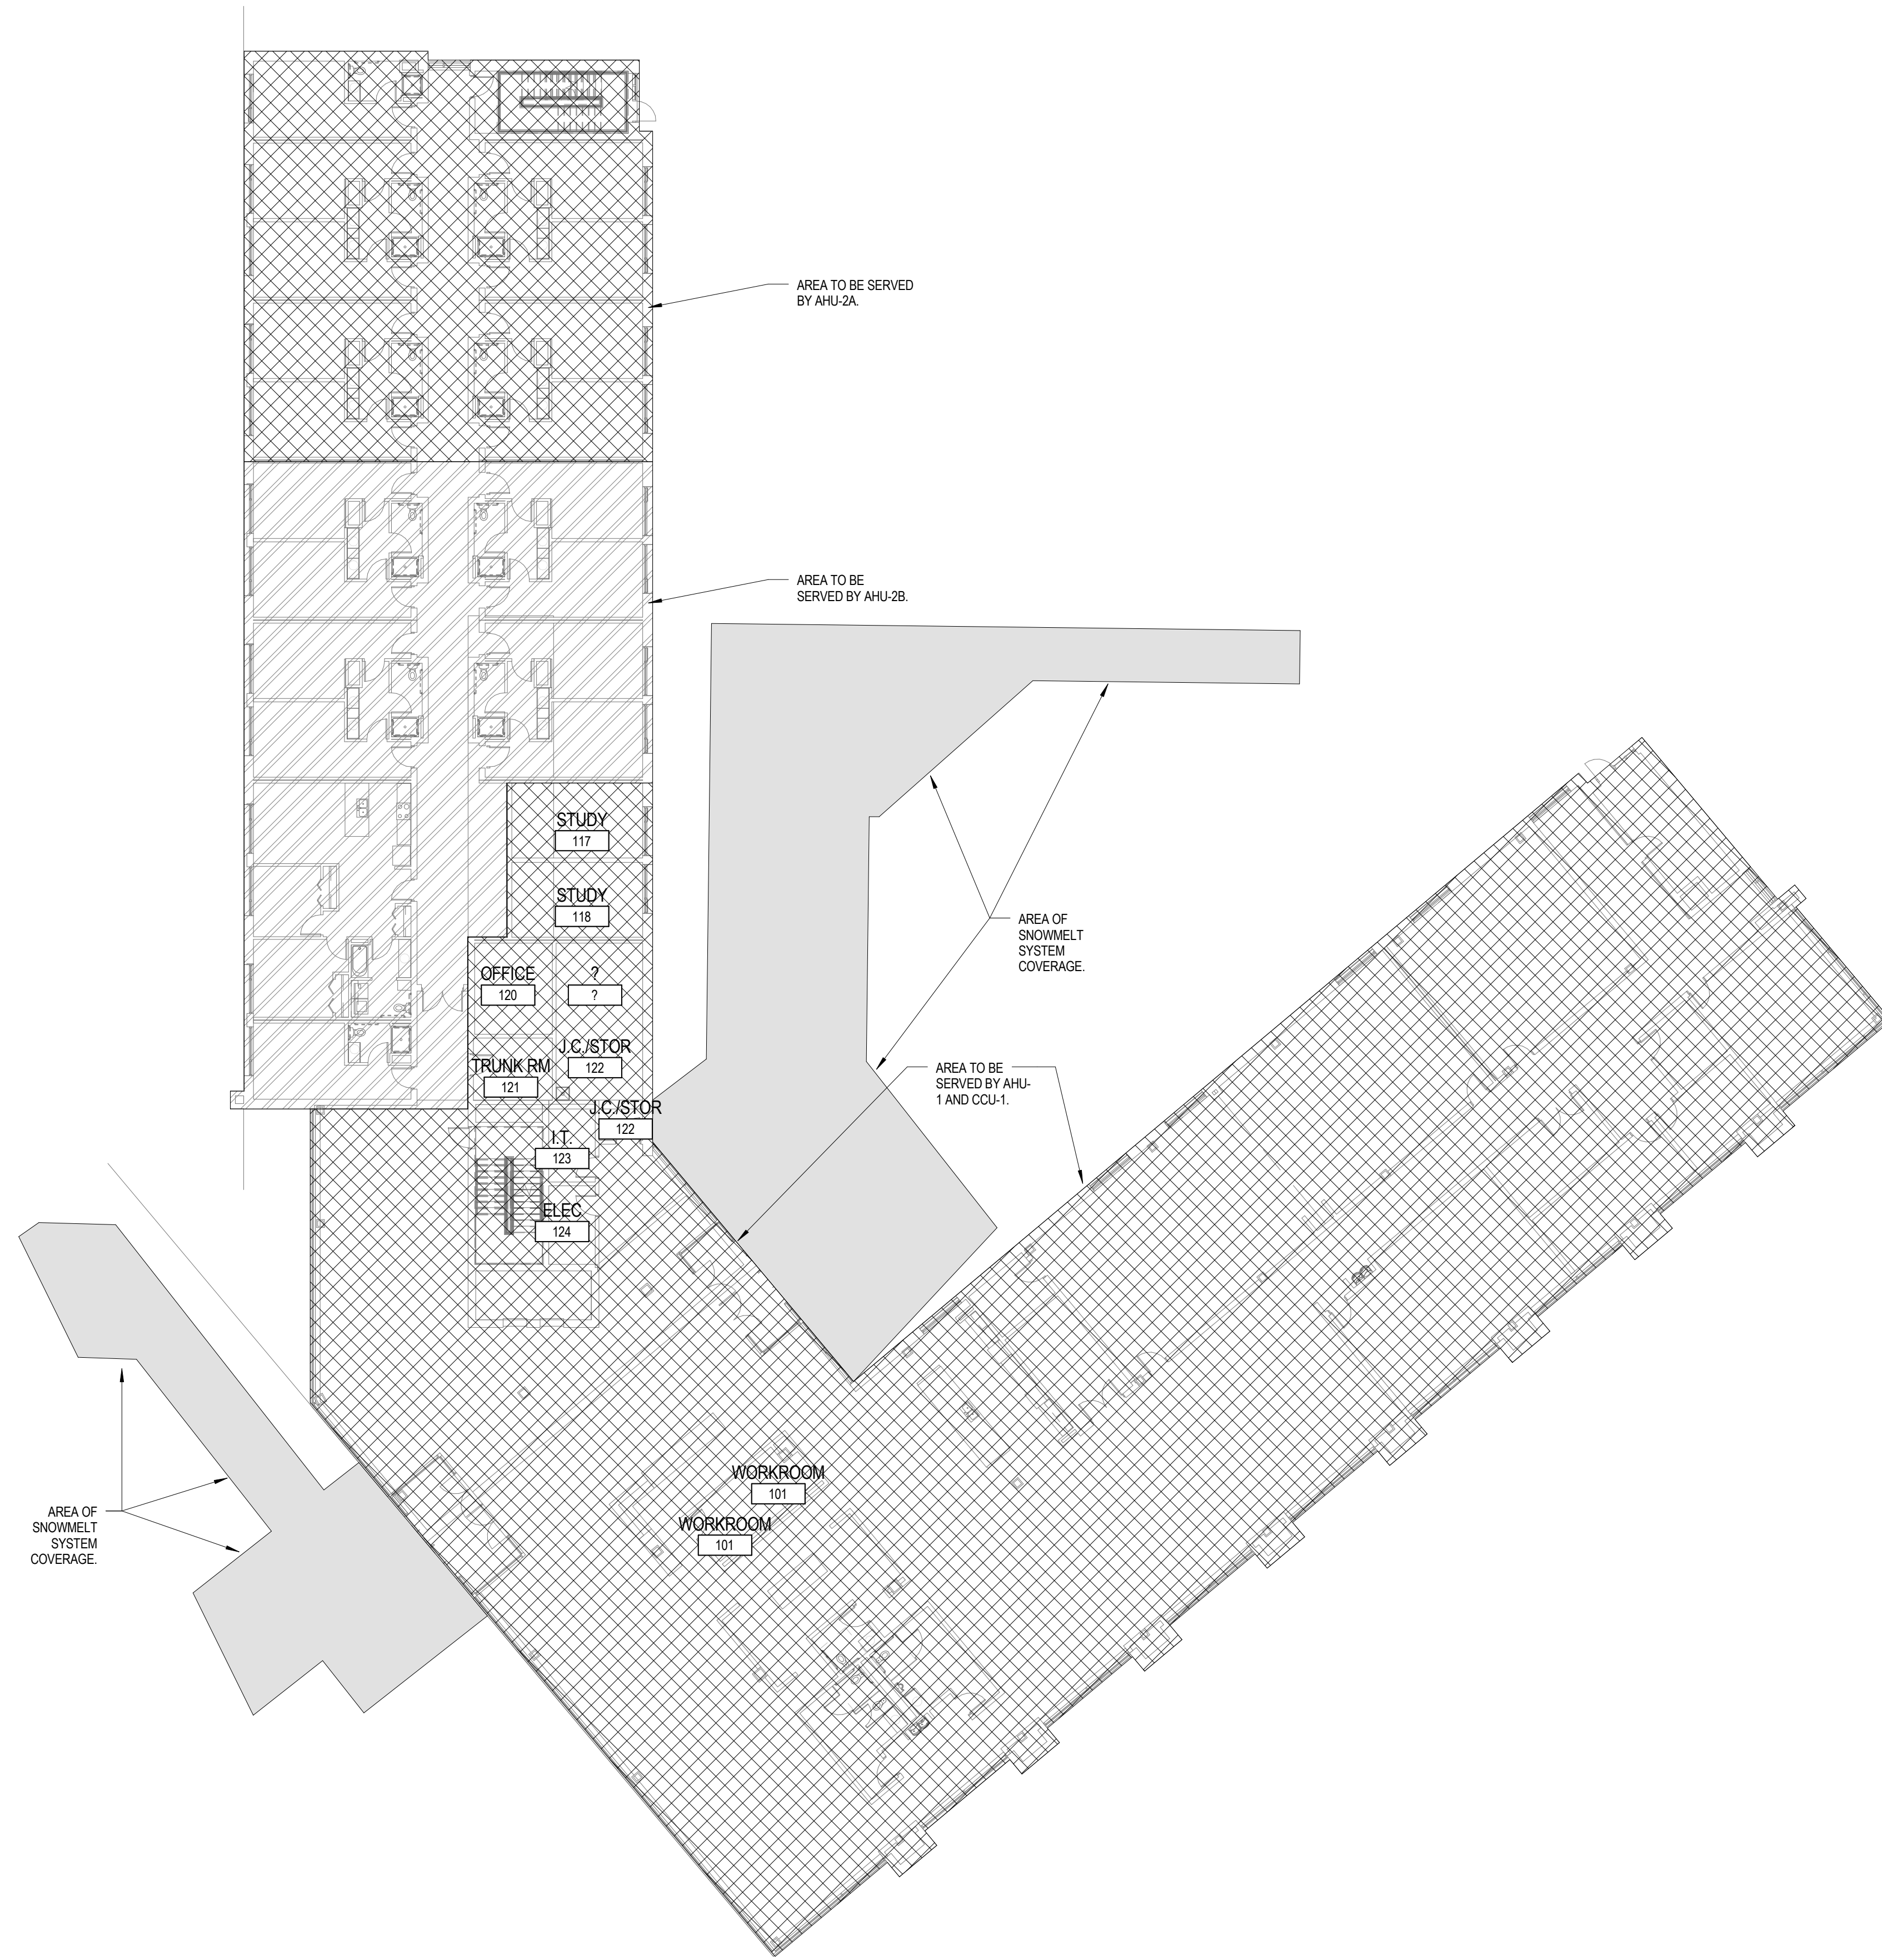 AREA TO BE SERVED
BY AHU-2A.
AREA TO BE
SERVED BY AHU-2B.
STUDY
117
STUDY
118
OFFICE
120
?
?
J.C./STOR
122
TRUNK RM
121
J.C./STOR
122
I.T.
123
ELEC
124
AREA OF
SNOWMELT
SYSTEM
COVERAGE.
AREA TO BE
SERVED BY AHU-
1 AND CCU-1.
WORKROOM
101
WORKROOM
101
AREA OF
SNOWMELT
SYSTEM
COVERAGE.